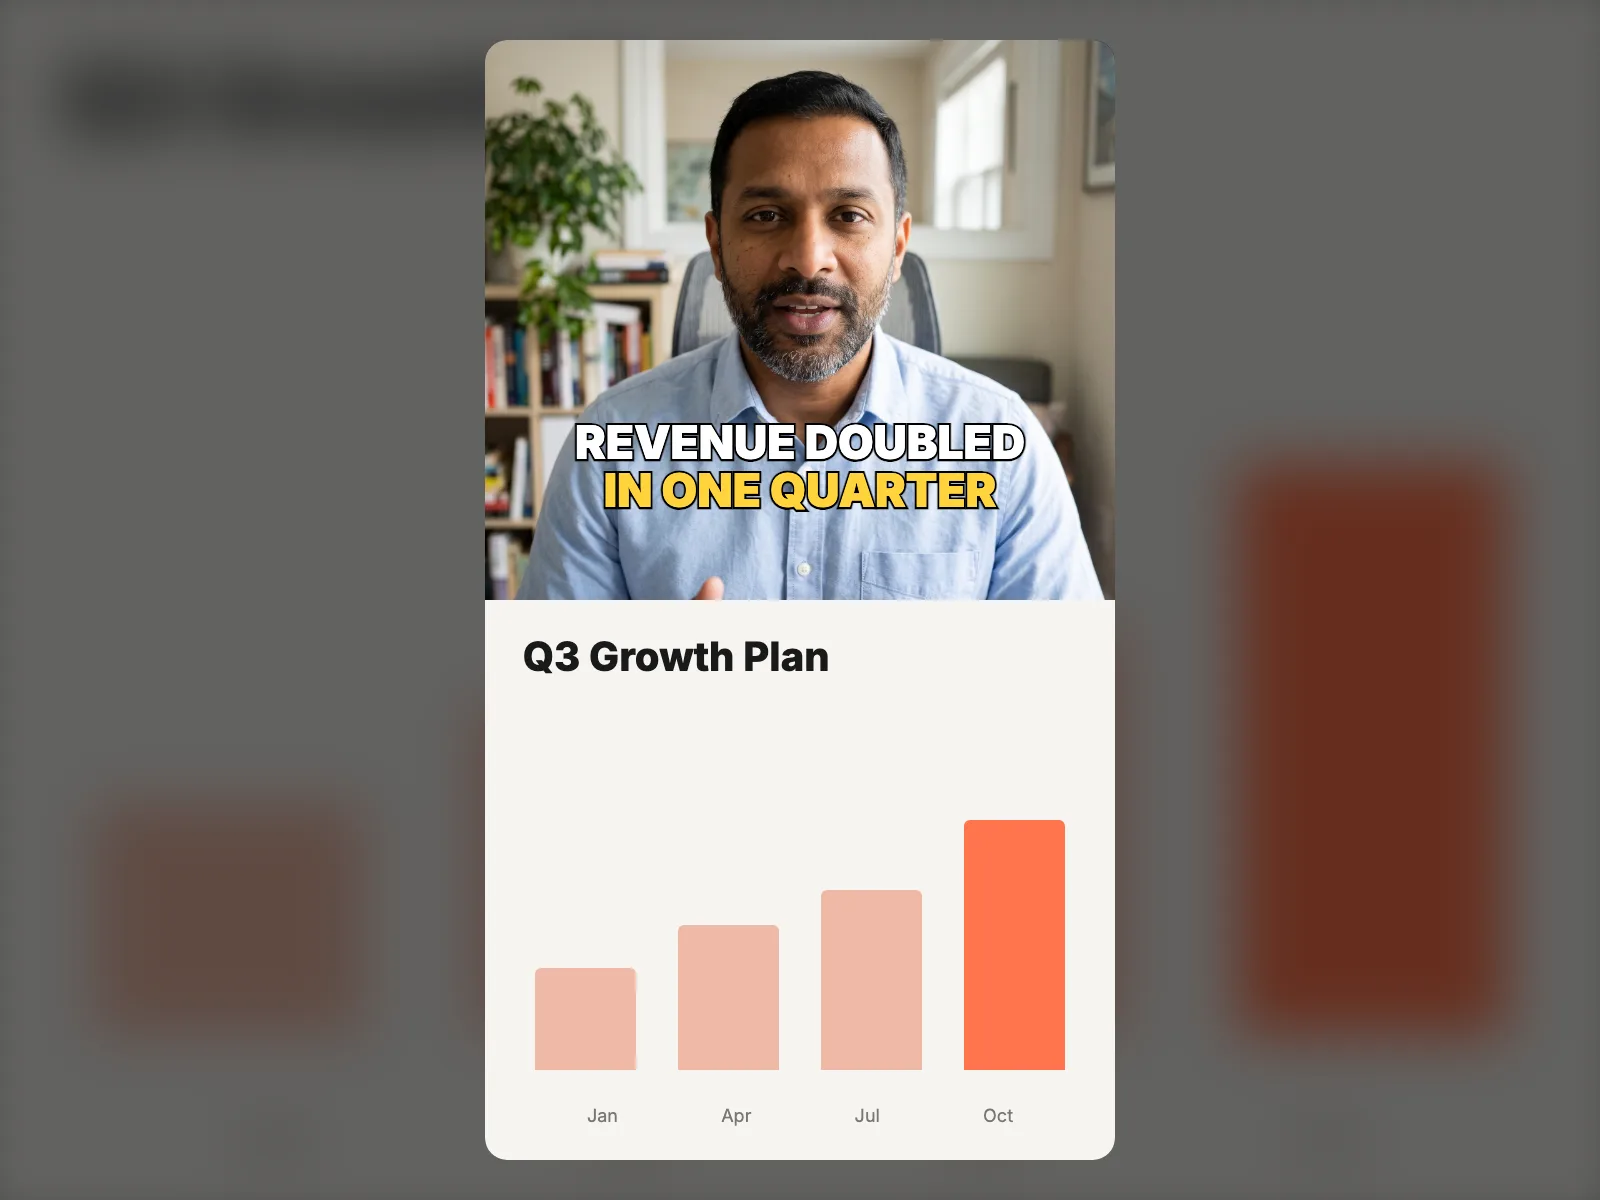 REVENUE DOUBLED
IN ONE QUARTER
Q3 Growth Plan
Jan Apr Jul Oct